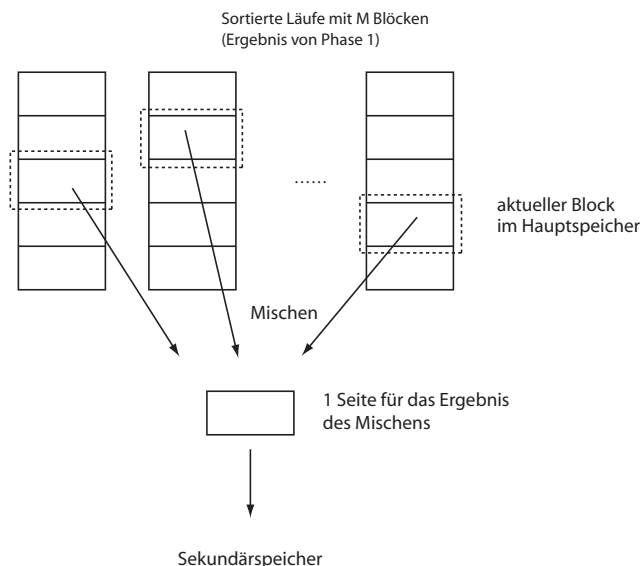 Sortierte Läufe mit M Blöcken
(Ergebnis von Phase 1)
......
aktueller Block
im Hauptspeicher
Mischen
1 Seite für das Ergebnis
des Mischens
Sekundärspeicher